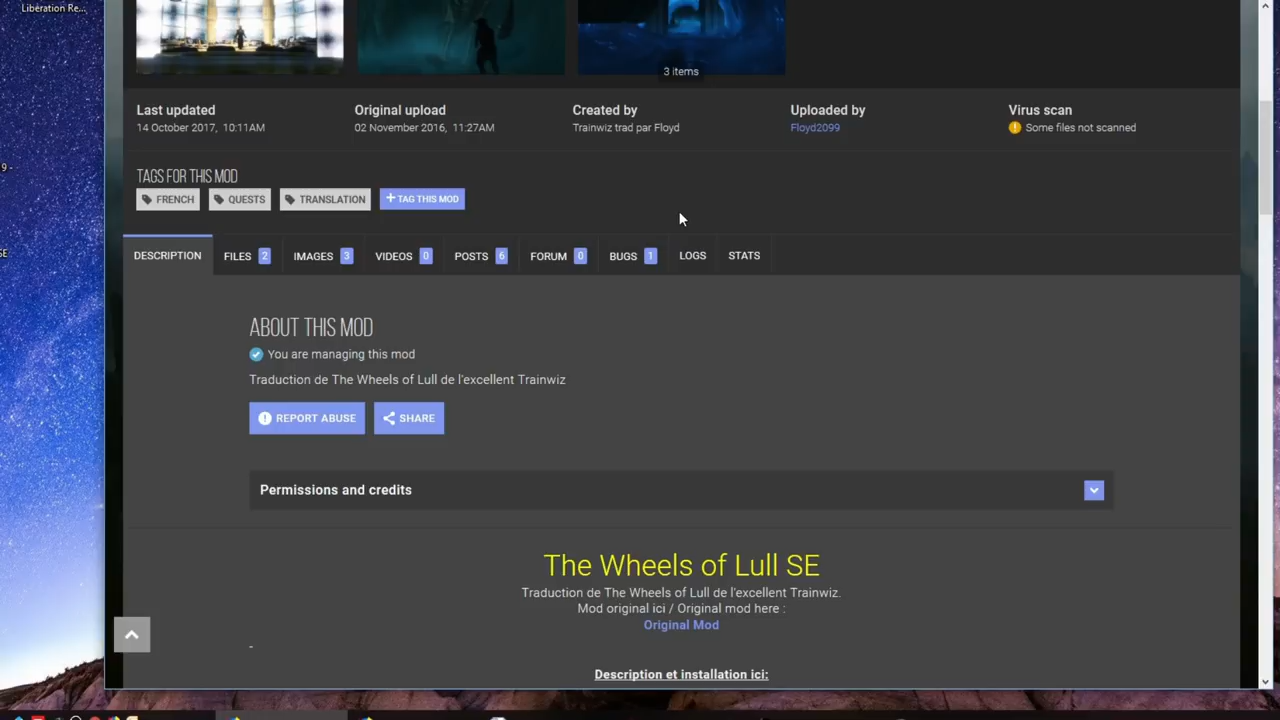 Liberation Re...
3 items
Last updated
14 October 2017, 10:11AM
Original upload
02 November 2016, 11:27AM
Created by
Trainwiz trad par Floyd
Uploaded by
Floyd2099
Virus scan
Some files not scanned
9 -
TAGS FOR THIS MOD
FRENCH QUESTS TRANSLATION + TAG THIS MOD
SE
DESCRIPTION FILES 2 IMAGES 3 VIDEOS 0 POSTS 6 FORUM 0 BUGS 1 LOGS STATS
ABOUT THIS MOD
You are managing this mod
Traduction de The Wheels of Lull de l'excellent Trainwiz
REPORT ABUSE SHARE
Permissions and credits
The Wheels of Lull SE
Traduction de The Wheels of Lull de l'excellent Trainwiz.
Mod original ici / Original mod here :
Original Mod
-
Description et installation ici: